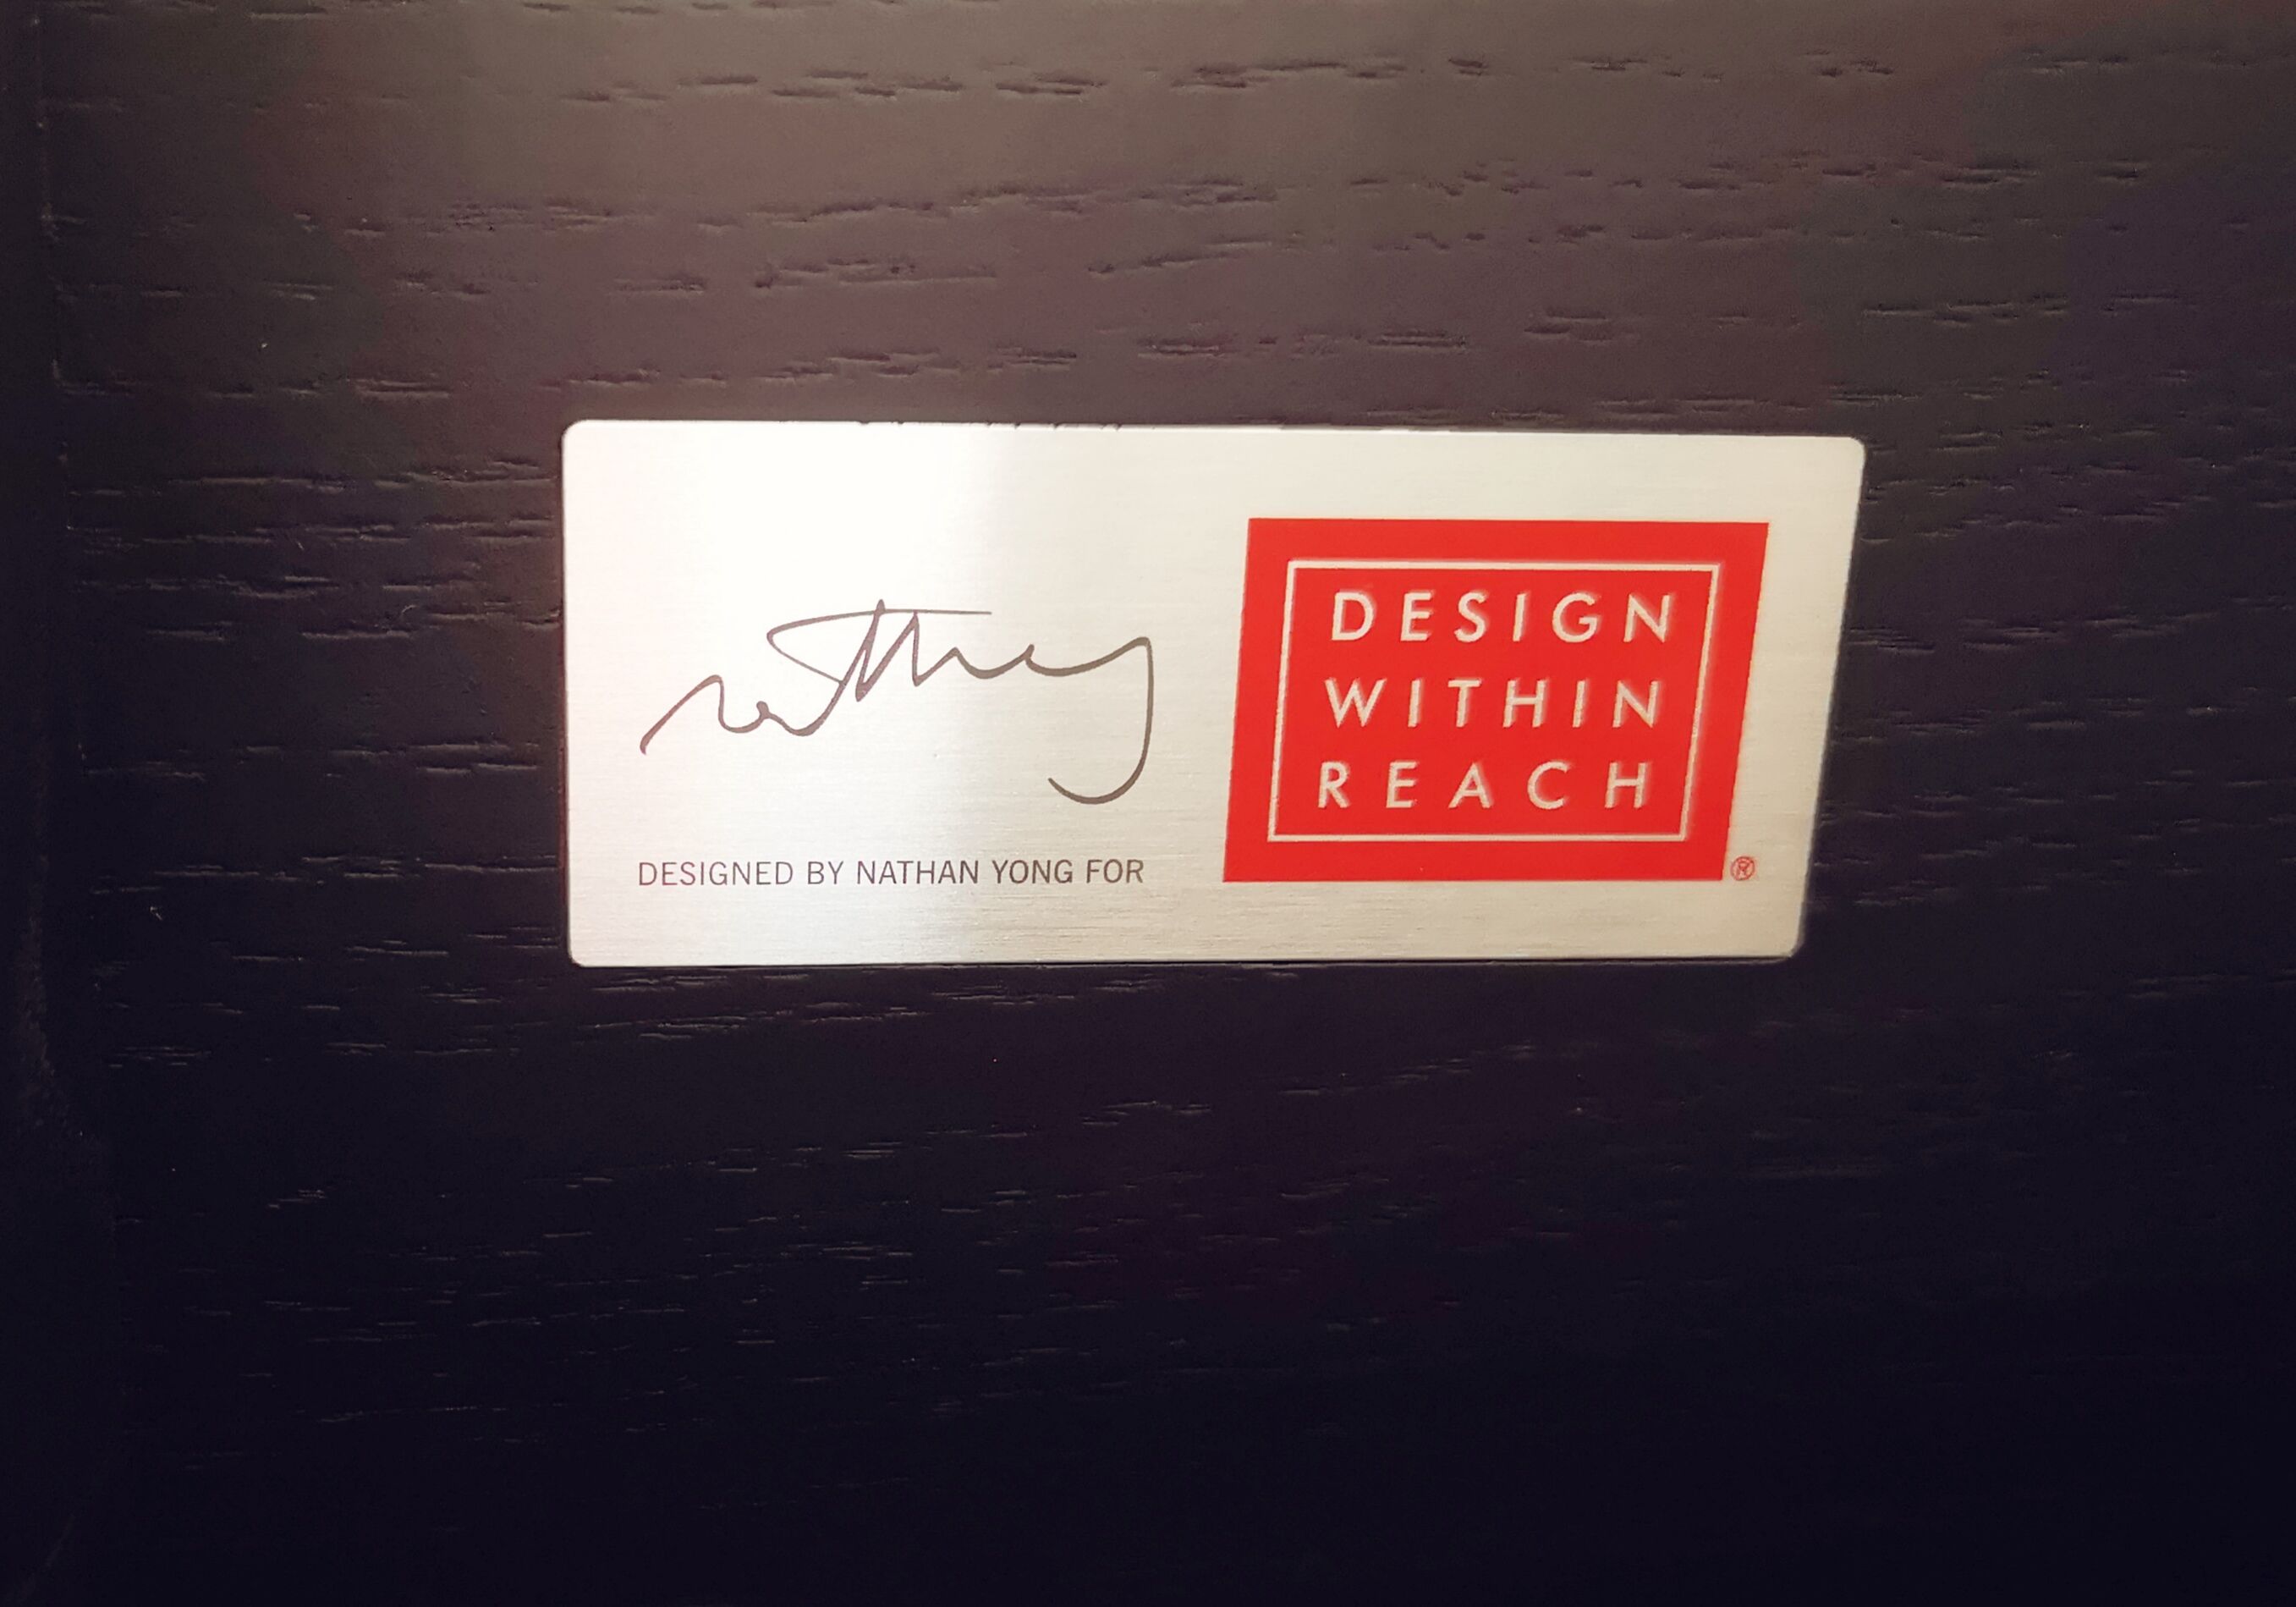 DESIGNED BY NATHAN YONG FOR
DESIGN
WITHIN
REACH
®